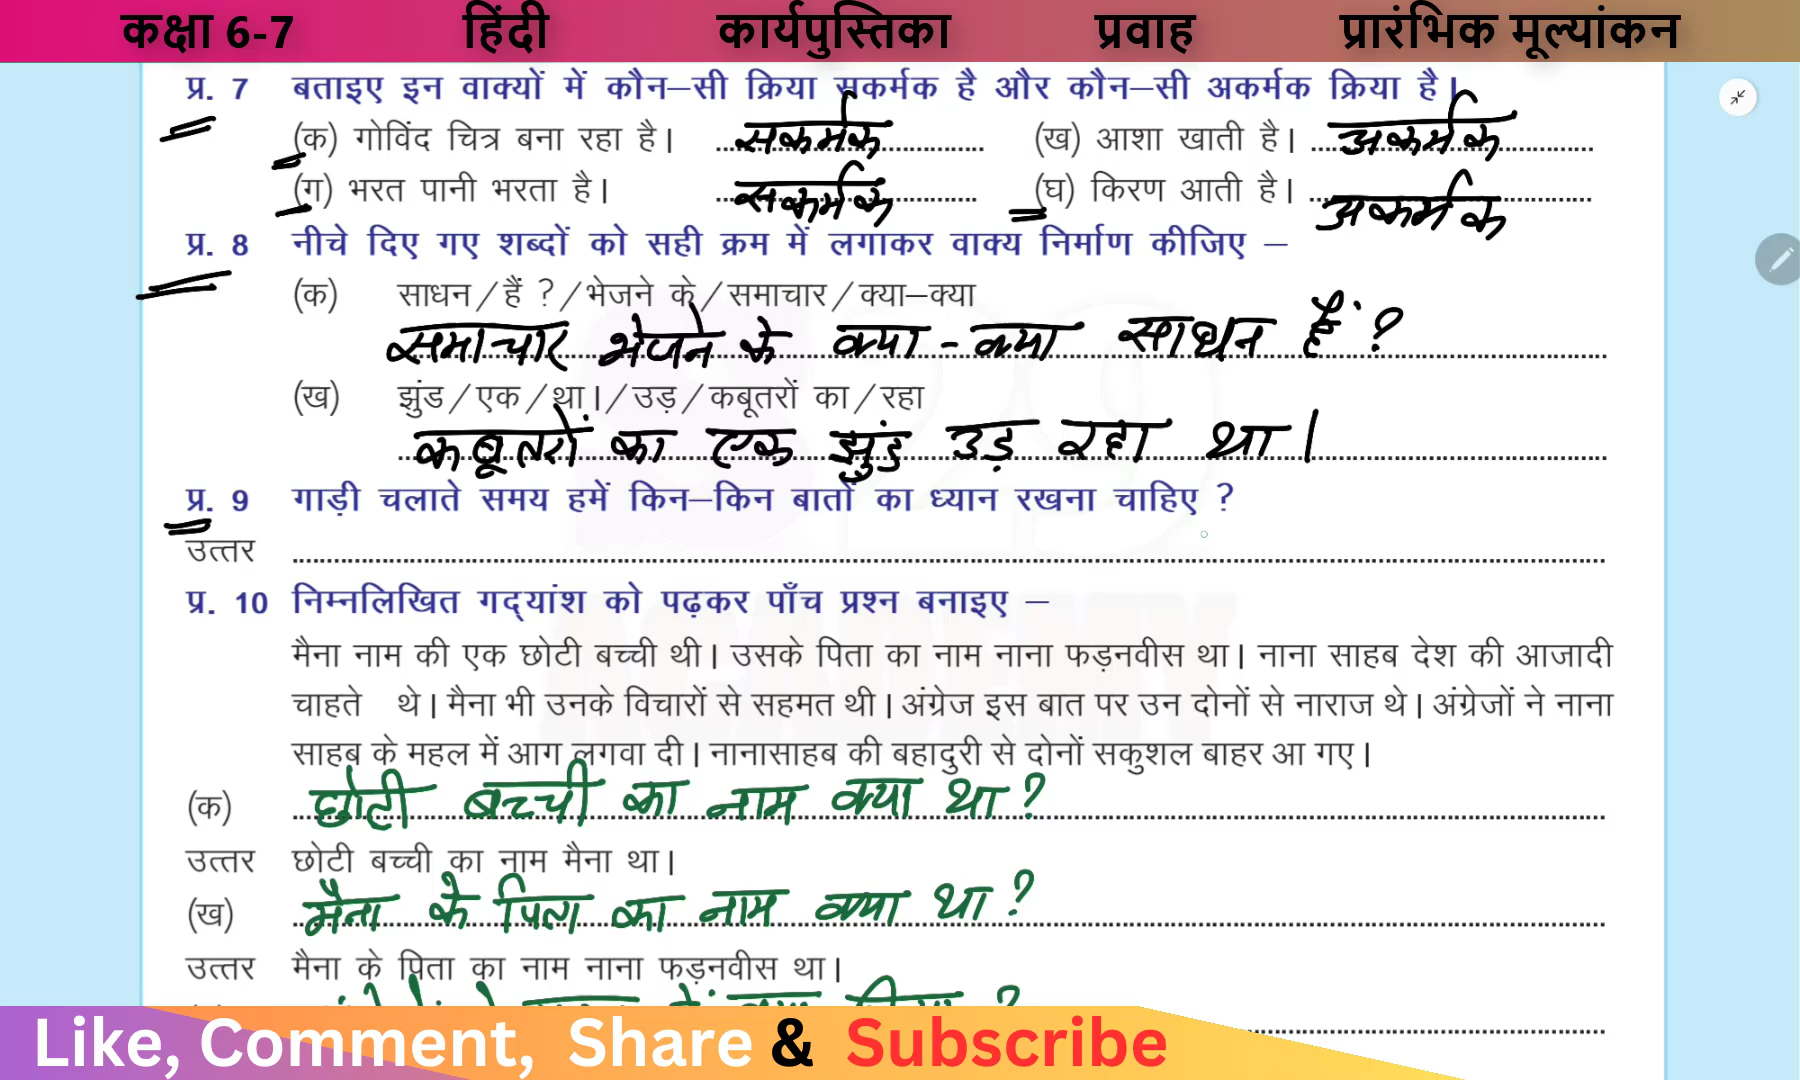 कक्षा 6-7 हिंदी कार्यपुस्तिका प्रवाह प्रारंभिक मूल्यांकन
प्र. 7 बताइए इन वाक्यों में कौन–सी क्रिया सकर्मक है और कौन–सी अकर्मक क्रिया है।
(क) गोविंद चित्र बना रहा है। सकर्मक (ख) आशा खाती है। अकर्मक
(ग) भरत पानी भरता है। सकर्मक (घ) किरण आती है। अकर्मक
प्र. 8 नीचे दिए गए शब्दों को सही क्रम में लगाकर वाक्य निर्माण कीजिए –
(क) साधन / हैं ? / भेजने के / समाचार / क्या–क्या
समाचार भेजने के क्या - क्या साधन हैं ?
(ख) झुंड / एक / था। / उड़ / कबूतरों का / रहा
कबूतरों का एक झुंड उड़ रहा था।
प्र. 9 गाड़ी चलाते समय हमें किन–किन बातों का ध्यान रखना चाहिए ?
उत्तर
प्र. 10 निम्नलिखित गद्यांश को पढ़कर पाँच प्रश्न बनाइए –
मैना नाम की एक छोटी बच्ची थी। उसके पिता का नाम नाना फड़नवीस था। नाना साहब देश की आजादी
चाहते थे। मैना भी उनके विचारों से सहमत थी। अंग्रेज इस बात पर उन दोनों से नाराज थे। अंग्रेजों ने नाना
साहब के महल में आग लगवा दी। नानासाहब की बहादुरी से दोनों सकुशल बाहर आ गए।
(क) छोटी बच्ची का नाम क्या था ?
उत्तर छोटी बच्ची का नाम मैना था।
(ख) मैना के पिता का नाम क्या था ?
उत्तर मैना के पिता का नाम नाना फड़नवीस था।
Like, Comment, Share & Subscribe